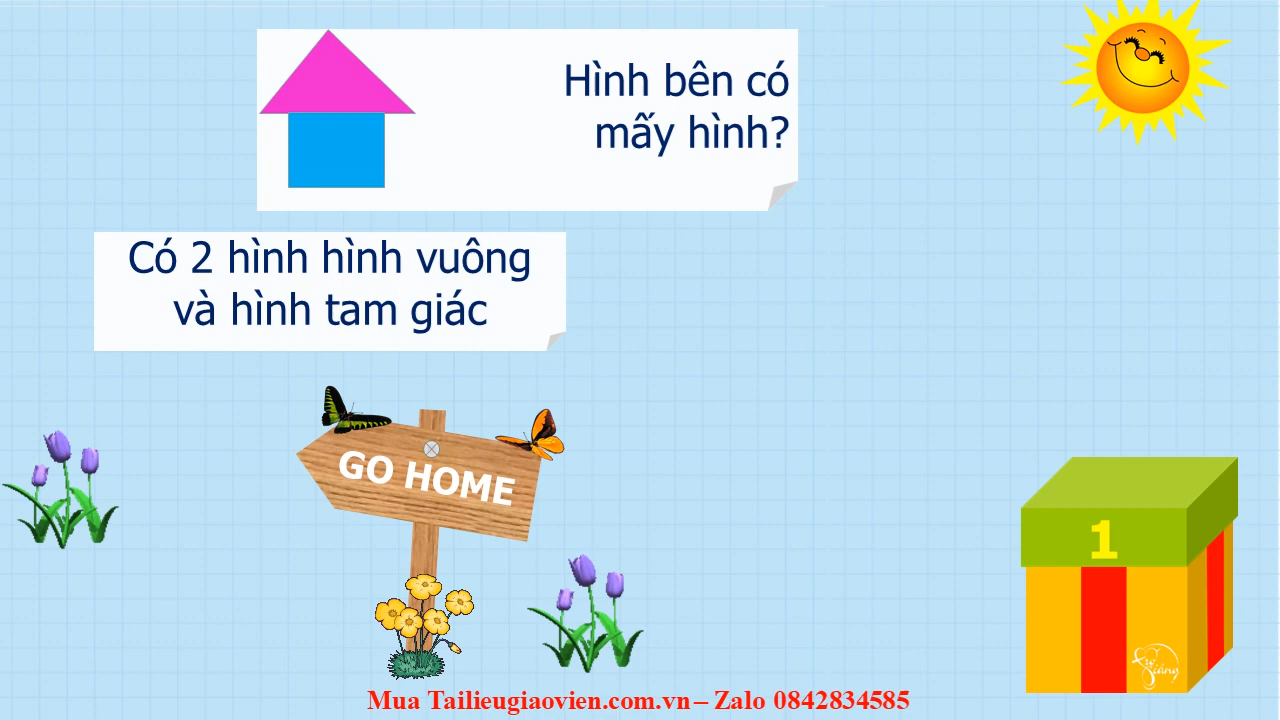 Hình bên có
mấy hình?
Có 2 hình hình vuông
và hình tam giác
GO HOME
1
Mua Tailieugiaovien.com.vn – Zalo 0842834585